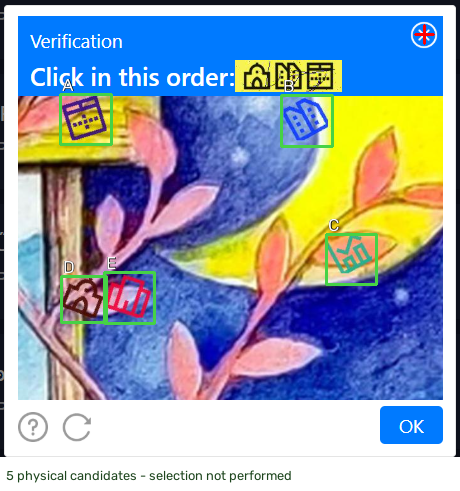 Verification
Click in this order:
A
B
C
D
E
OK
5 physical candidates - selection not performed